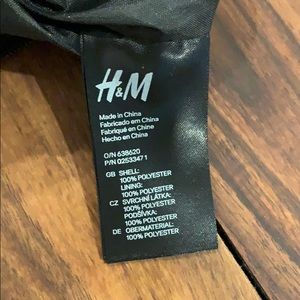 H&M
Made in China
Fabricado em China
Fabriqué en Chine
Hecho en China
O/N 638620
P/N 02533471
GB SHELL:
100% POLYESTER
LINING:
100% POLYESTER
CZ SVRCHNÍ LÁTKA:
100% POLYESTER
PODŠÍVKA:
100% POLYESTER
DE OBERMATERIAL:
100% POLYESTER